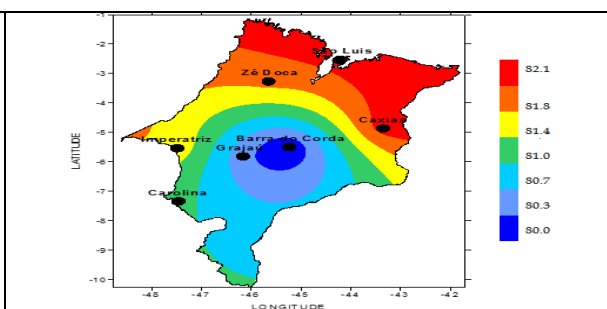 -1
-2
-3
-4
-5
-6
-7
-8
-9
-10
LATITUDE
São Luis
Zé Doca
Caxias
Imperatriz
Barra do Corda
Grajaú
Carolina
-48 -47 -46 -45 -44 -43 -42
LONGITUDE
S2.1
S1.8
S1.4
S1.0
S0.7
S0.3
S0.0